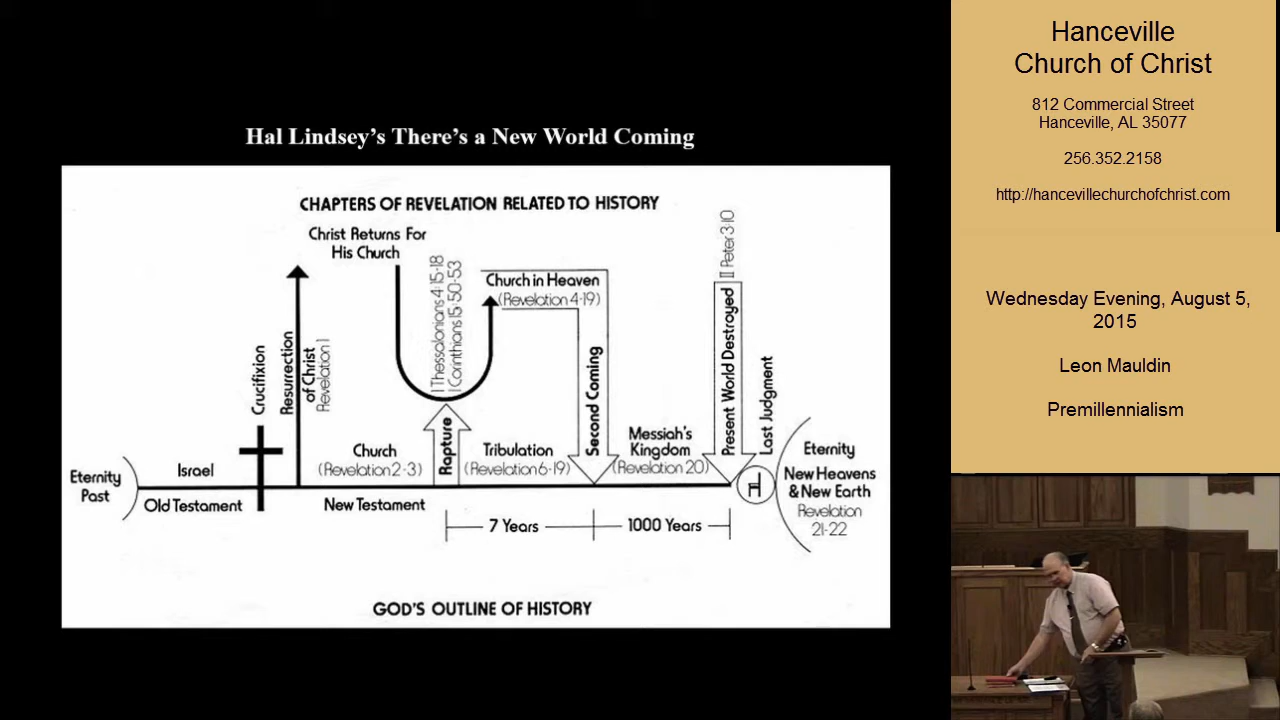 Hal Lindsey's There's a New World Coming
CHAPTERS OF REVELATION RELATED TO HISTORY
Christ Returns For
His Church
I Thessalonians 4:15-18
I Corinthians 15:50-53
Church in Heaven
(Revelation 4-19)
II Peter 3:10
Crucifixion
Resurrection
of Christ
Revelation 1
Rapture
Second Coming
Present World Destroyed
Last Judgment
Eternity
Past
Israel
Old Testament
Church
(Revelation 2-3)
New Testament
Tribulation
(Revelation 6-19)
Messiah's
Kingdom
(Revelation 20)
Eternity
New Heavens
& New Earth
Revelation
21-22
7 Years
1000 Years
GOD'S OUTLINE OF HISTORY
Hanceville
Church of Christ
812 Commercial Street
Hanceville, AL 35077
256.352.2158
http://hancevillechurchofchrist.com
Wednesday Evening, August 5,
2015
Leon Mauldin
Premillennialism